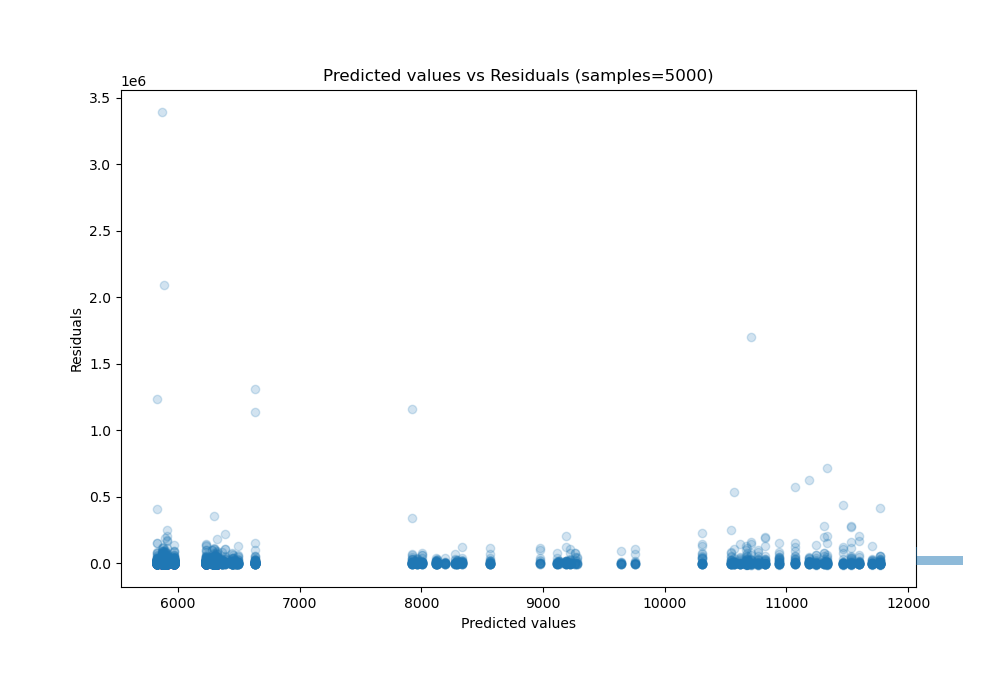 Predicted values vs Residuals (samples=5000)
1e6
3.5
3.0
2.5
2.0
1.5
1.0
0.5
0.0
Residuals
6000 7000 8000 9000 10000 11000 12000
Predicted values